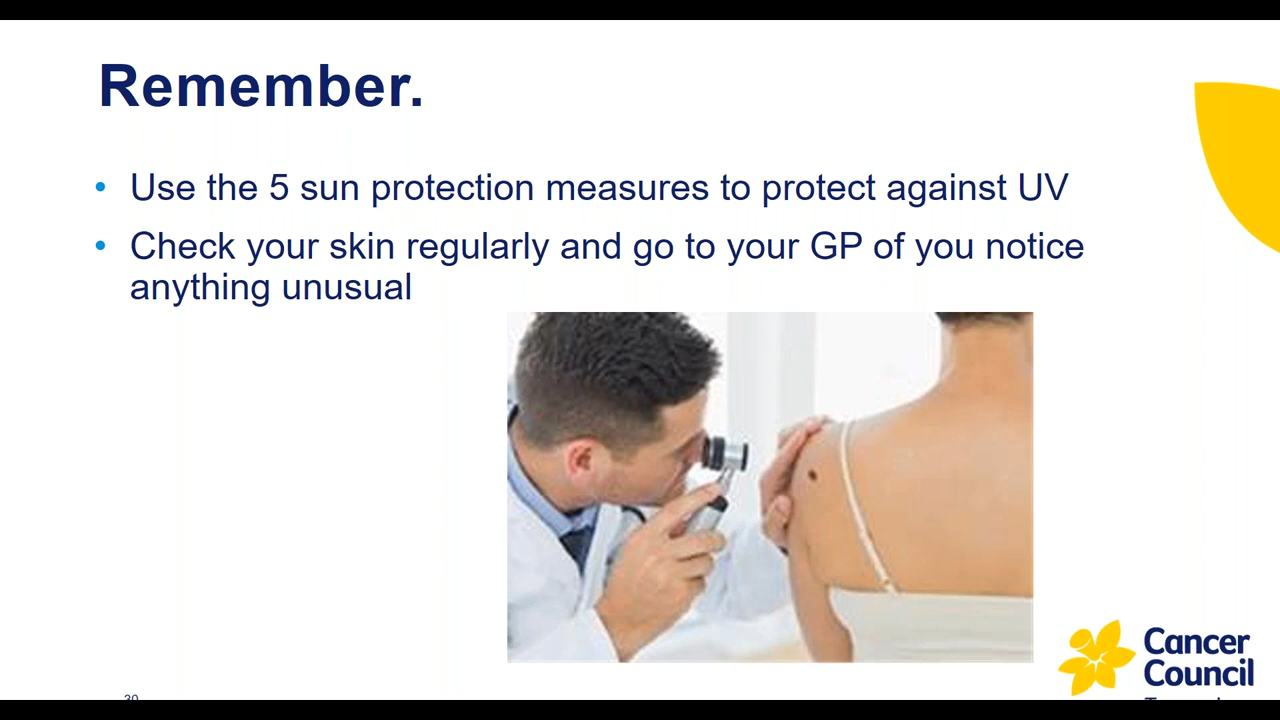 Remember.
• Use the 5 sun protection measures to protect against UV
• Check your skin regularly and go to your GP of you notice
anything unusual
Cancer
Council